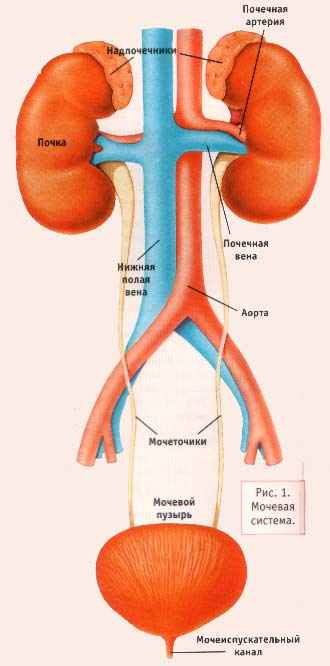 Почечная
артерия
Надпочечники
Почка
Почечная
вена
Нижняя
полая
вена
Аорта
Мочеточики
Мочевой
пузырь
Рис. 1.
Мочевая
система.
Мочеиспускательный
канал